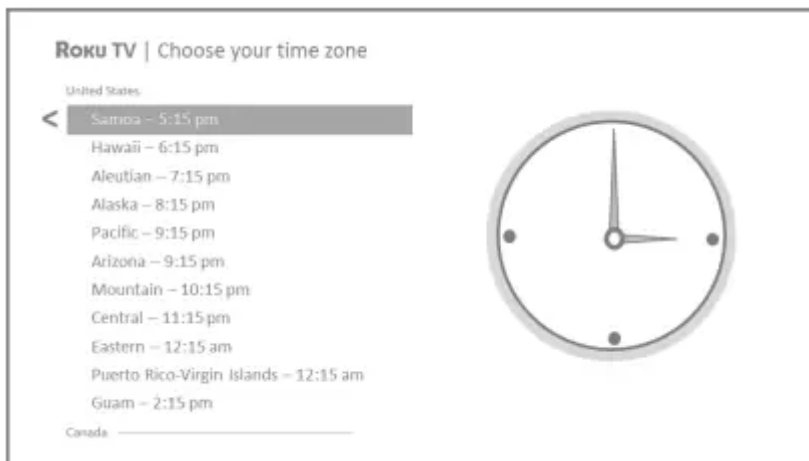 Roku TV | Choose your time zone
United States
<
Samoa – 5:15 pm
Hawaii – 6:15 pm
Aleutian – 7:15 pm
Alaska – 8:15 pm
Pacific – 9:15 pm
Arizona – 9:15 pm
Mountain – 10:15 pm
Central – 11:15 pm
Eastern – 12:15 am
Puerto Rico-Virgin Islands – 12:15 am
Guam – 2:15 pm
Canada